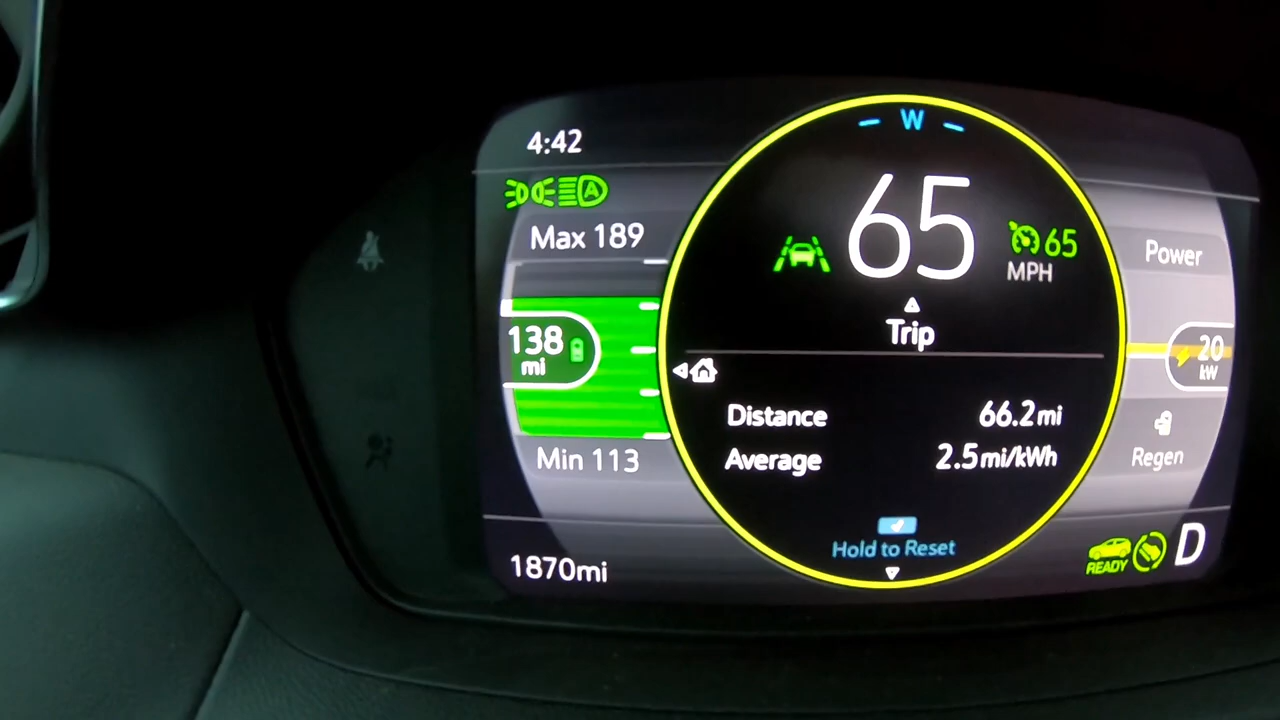 4:42
W
A
Max 189
65
65
MPH
Power
138
mi
Trip
20
kW
Distance 66.2mi
Average 2.5mi/kWh
Min 113
Regen
Hold to Reset
1870mi
READY
D